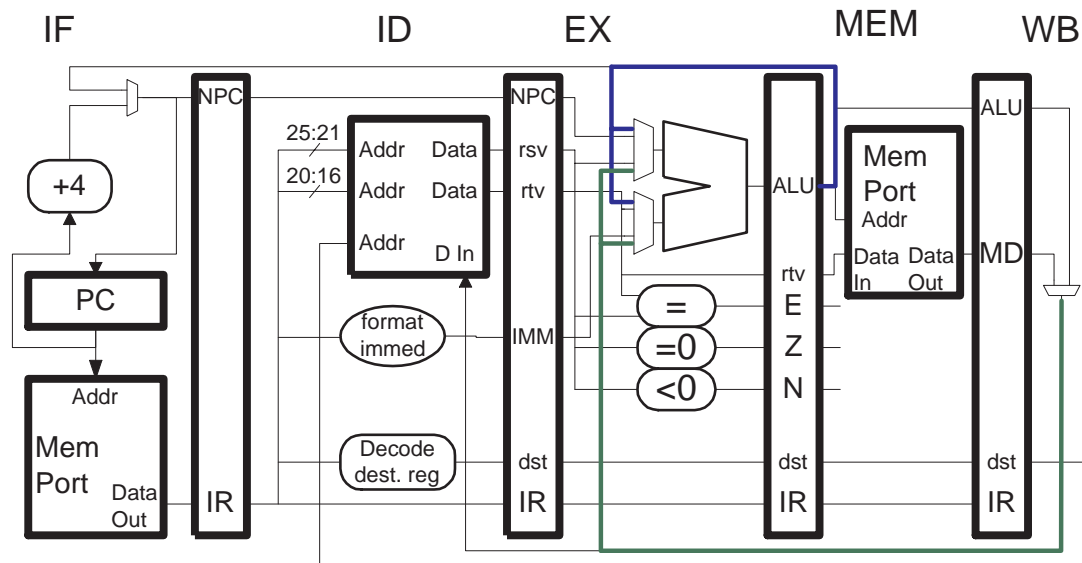 IF
ID
EX
MEM
WB
NPC
+4
PC
Addr
Mem
Port
Data
Out
IR
25:21
20:16
Addr
Data
Addr
Data
Addr
D In
format
immed
Decode
dest. reg
NPC
rsv
rtv
IMM
dst
IR
=
=0
<0
ALU
rtv
E
Z
N
dst
IR
Mem
Port
Addr
Data
In
Data
Out
ALU
MD
dst
IR